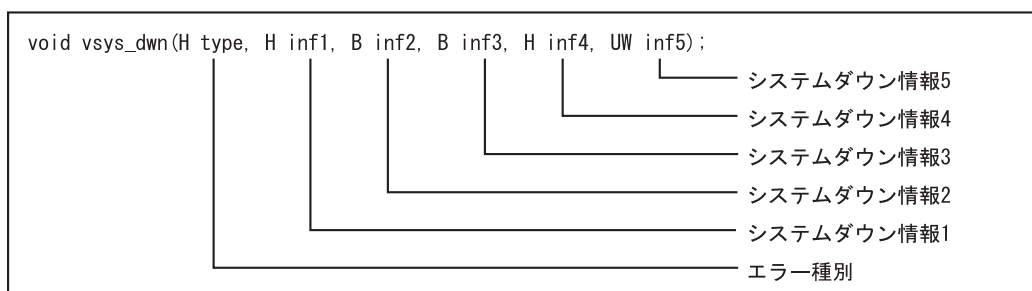 void vsys_dwn(H type, H inf1, B inf2, B inf3, H inf4, UW inf5);
システムダウン情報5
システムダウン情報4
システムダウン情報3
システムダウン情報2
システムダウン情報1
エラー種別